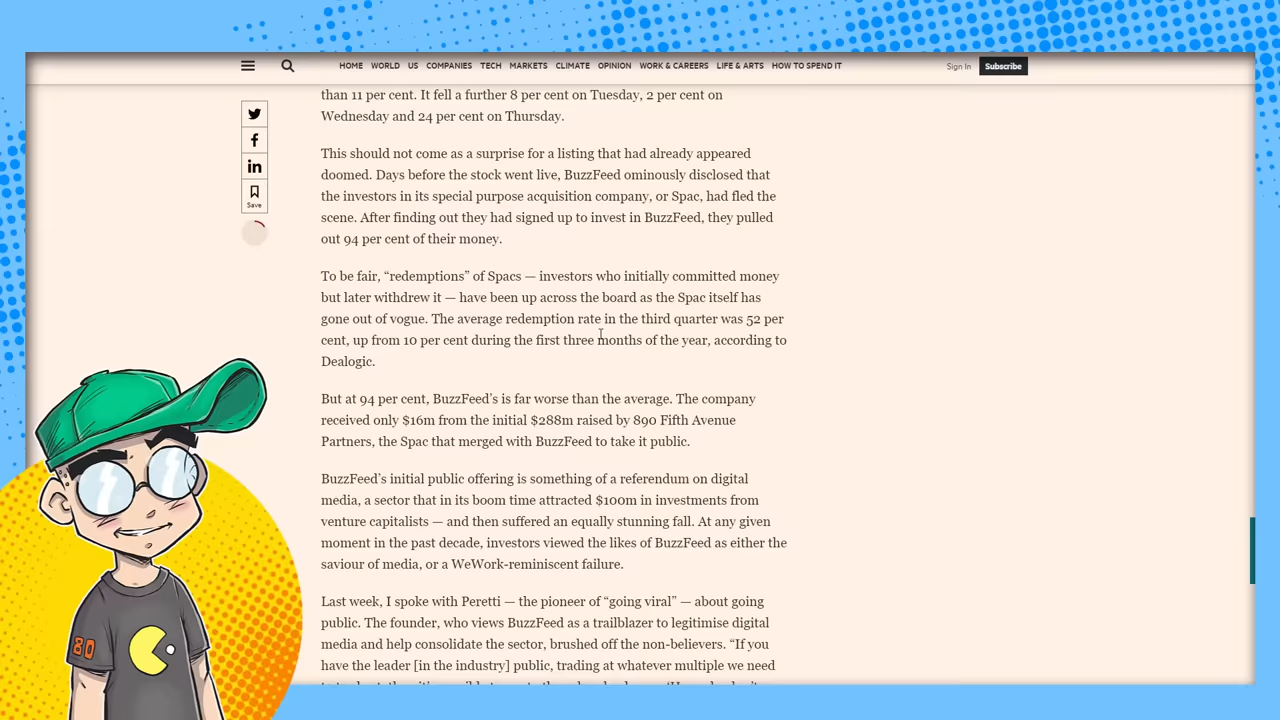 HOME WORLD US COMPANIES TECH MARKETS CLIMATE OPINION WORK & CAREERS LIFE & ARTS HOW TO SPEND IT Sign In Subscribe
than 11 per cent. It fell a further 8 per cent on Tuesday, 2 per cent on
Wednesday and 24 per cent on Thursday.
This should not come as a surprise for a listing that had already appeared
doomed. Days before the stock went live, BuzzFeed ominously disclosed that
the investors in its special purpose acquisition company, or Spac, had fled the
scene. After finding out they had signed up to invest in BuzzFeed, they pulled
out 94 per cent of their money.
Save
To be fair, “redemptions” of Spacs — investors who initially committed money
but later withdrew it — have been up across the board as the Spac itself has
gone out of vogue. The average redemption rate in the third quarter was 52 per
cent, up from 10 per cent during the first three months of the year, according to
Dealogic.
But at 94 per cent, BuzzFeed’s is far worse than the average. The company
received only $16m from the initial $288m raised by 890 Fifth Avenue
Partners, the Spac that merged with BuzzFeed to take it public.
BuzzFeed’s initial public offering is something of a referendum on digital
media, a sector that in its boom time attracted $100m in investments from
venture capitalists — and then suffered an equally stunning fall. At any given
moment in the past decade, investors viewed the likes of BuzzFeed as either the
saviour of media, or a WeWork-reminiscent failure.
Last week, I spoke with Peretti — the pioneer of “going viral” — about going
public. The founder, who views BuzzFeed as a trailblazer to legitimise digital
media and help consolidate the sector, brushed off the non-believers. “If you
have the leader [in the industry] public, trading at whatever multiple we need
80